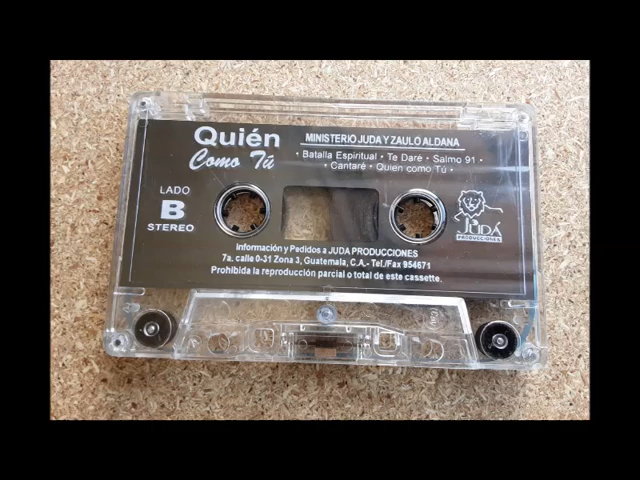 Quién
Como Tú
MINISTERIO JUDA Y ZAULO ALDANA
• Batalla Espiritual • Te Daré • Salmo 91 •
• Cantaré • Quien como Tú •
LADO
B
STEREO
JUDÁ
PRODUCCIONES
Información y Pedidos a JUDA PRODUCCIONES
7a. calle 0-31 Zona 3, Guatemala, C.A.- Tel./Fax 954671
Prohibida la reproducción parcial o total de este cassette.